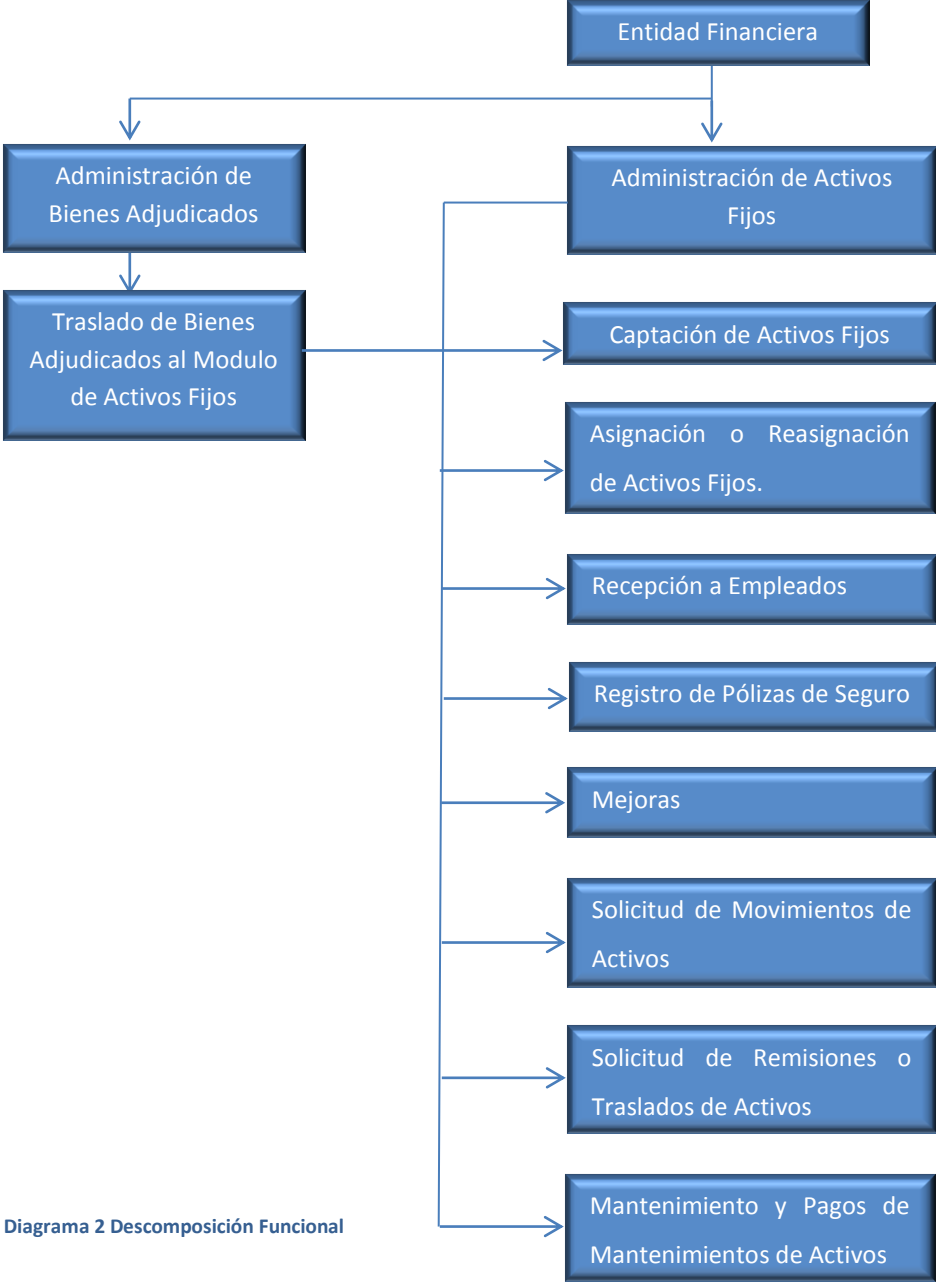 Entidad Financiera
Administración de
Bienes Adjudicados
Administración de Activos
Fijos
Traslado de Bienes
Adjudicados al Modulo
de Activos Fijos
Captación de Activos Fijos
Asignación o Reasignación
de Activos Fijos.
Recepción a Empleados
Registro de Pólizas de Seguro
Mejoras
Solicitud de Movimientos de
Activos
Solicitud de Remisiones o
Traslados de Activos
Mantenimiento y Pagos de
Mantenimientos de Activos
Diagrama 2 Descomposición Funcional